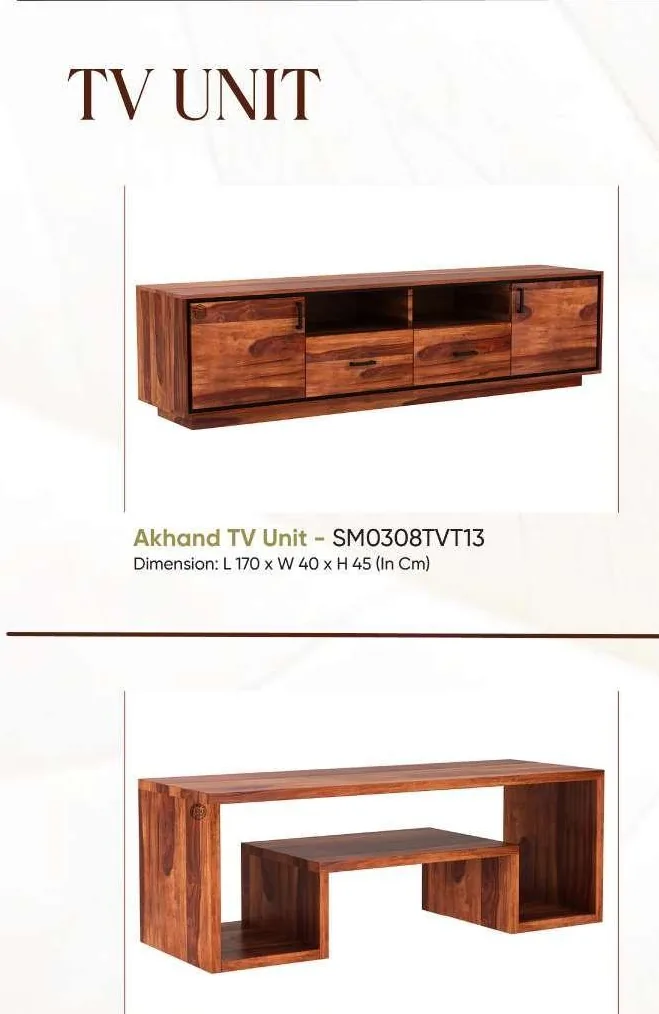 TV UNIT
Akhand TV Unit - SM0308TVT13
Dimension: L 170 x W 40 x H 45 (In Cm)